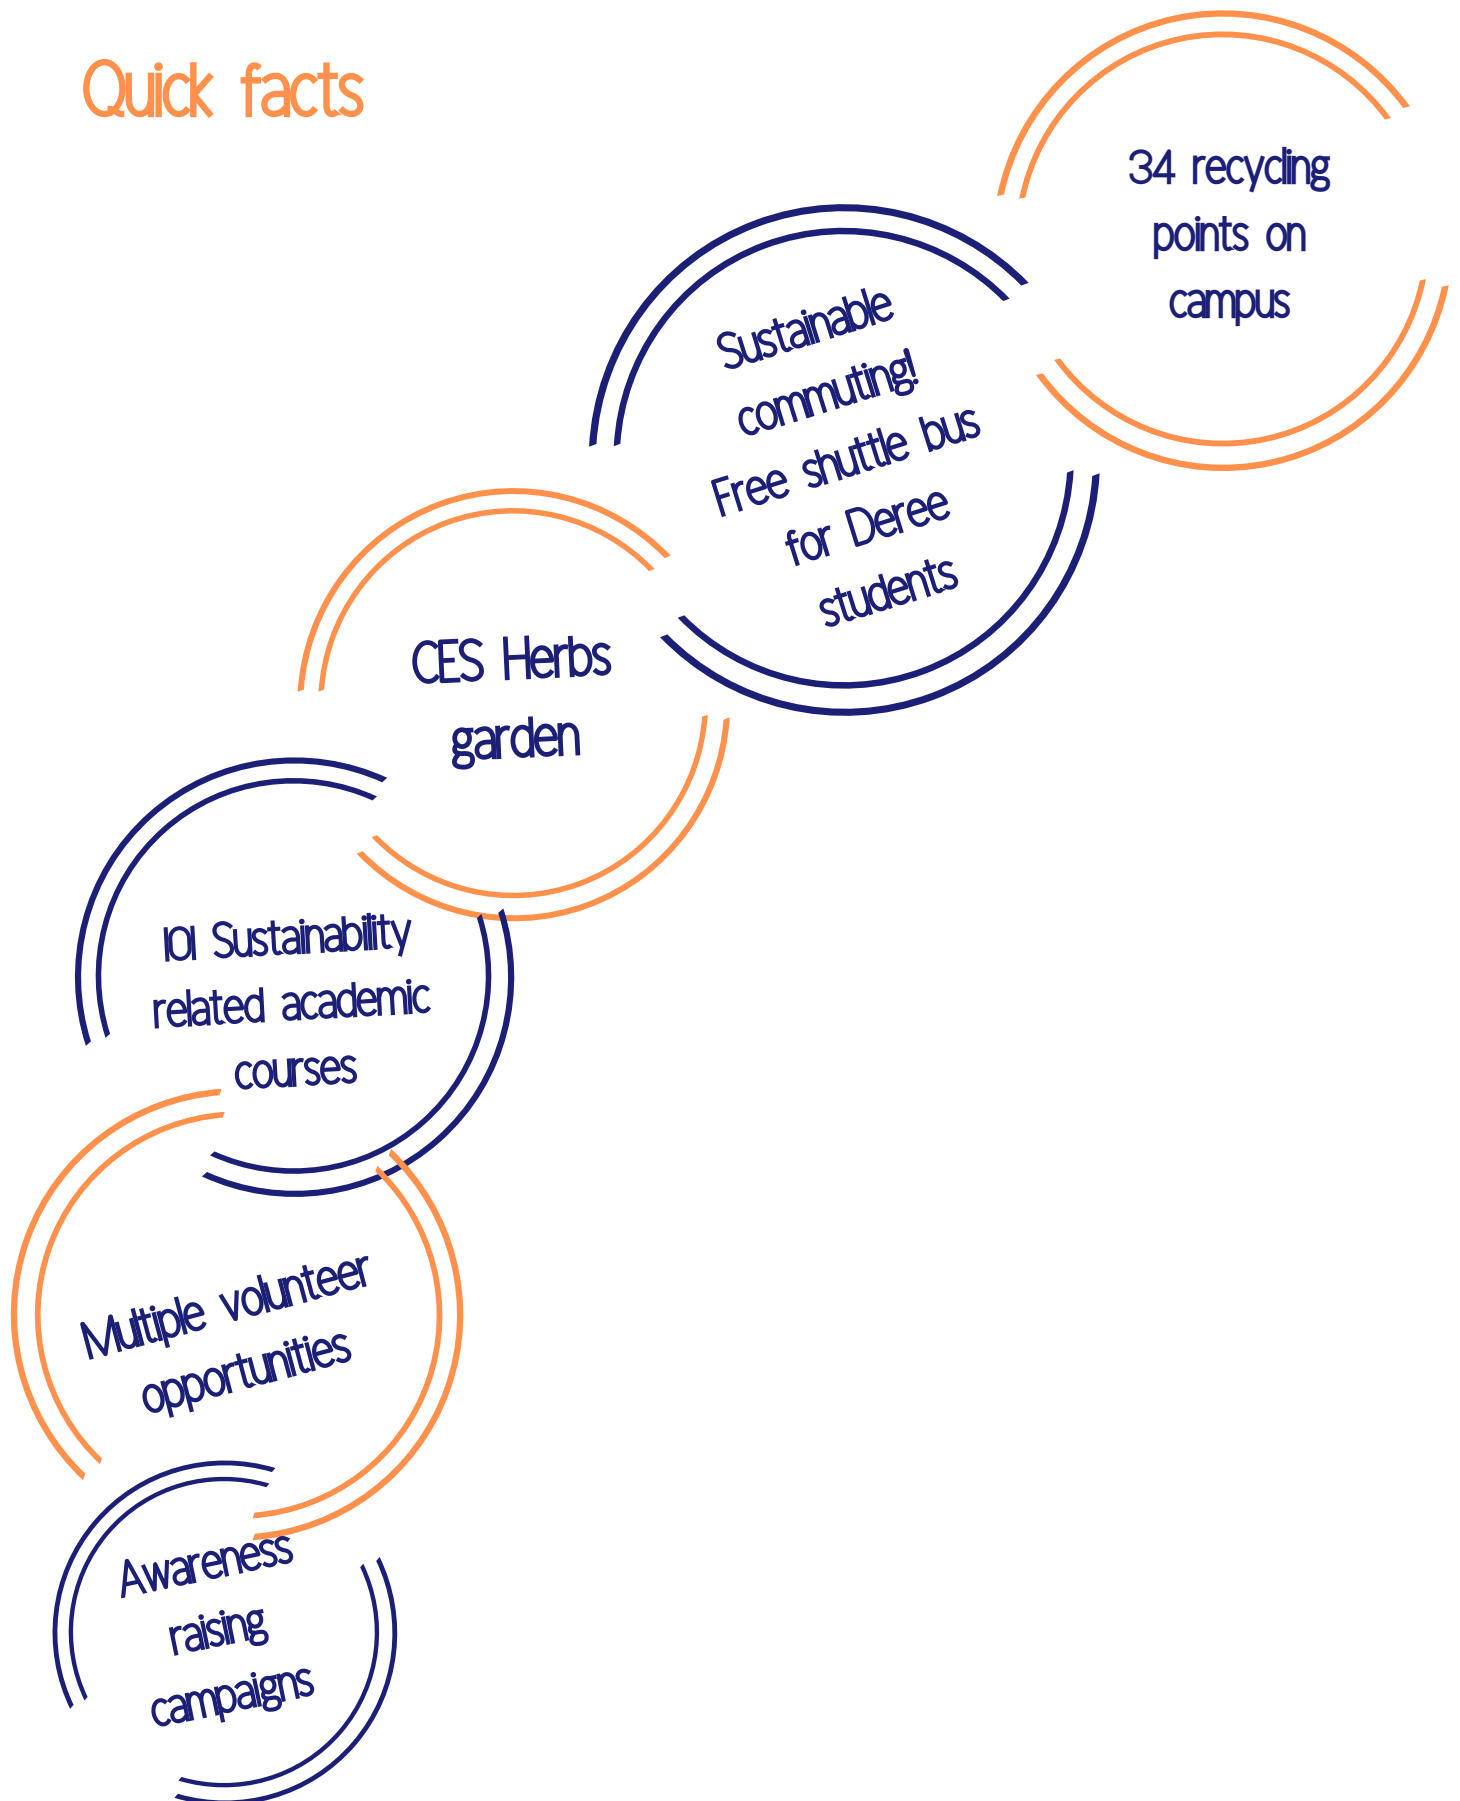 Quick facts
34 recycling
points on
campus
Sustainable
commuting!
Free shuttle bus
for Deree
students
CES Herbs
garden
101 Sustainability
related academic
courses
Multiple volunteer
opportunities
Awareness
raising
campaigns